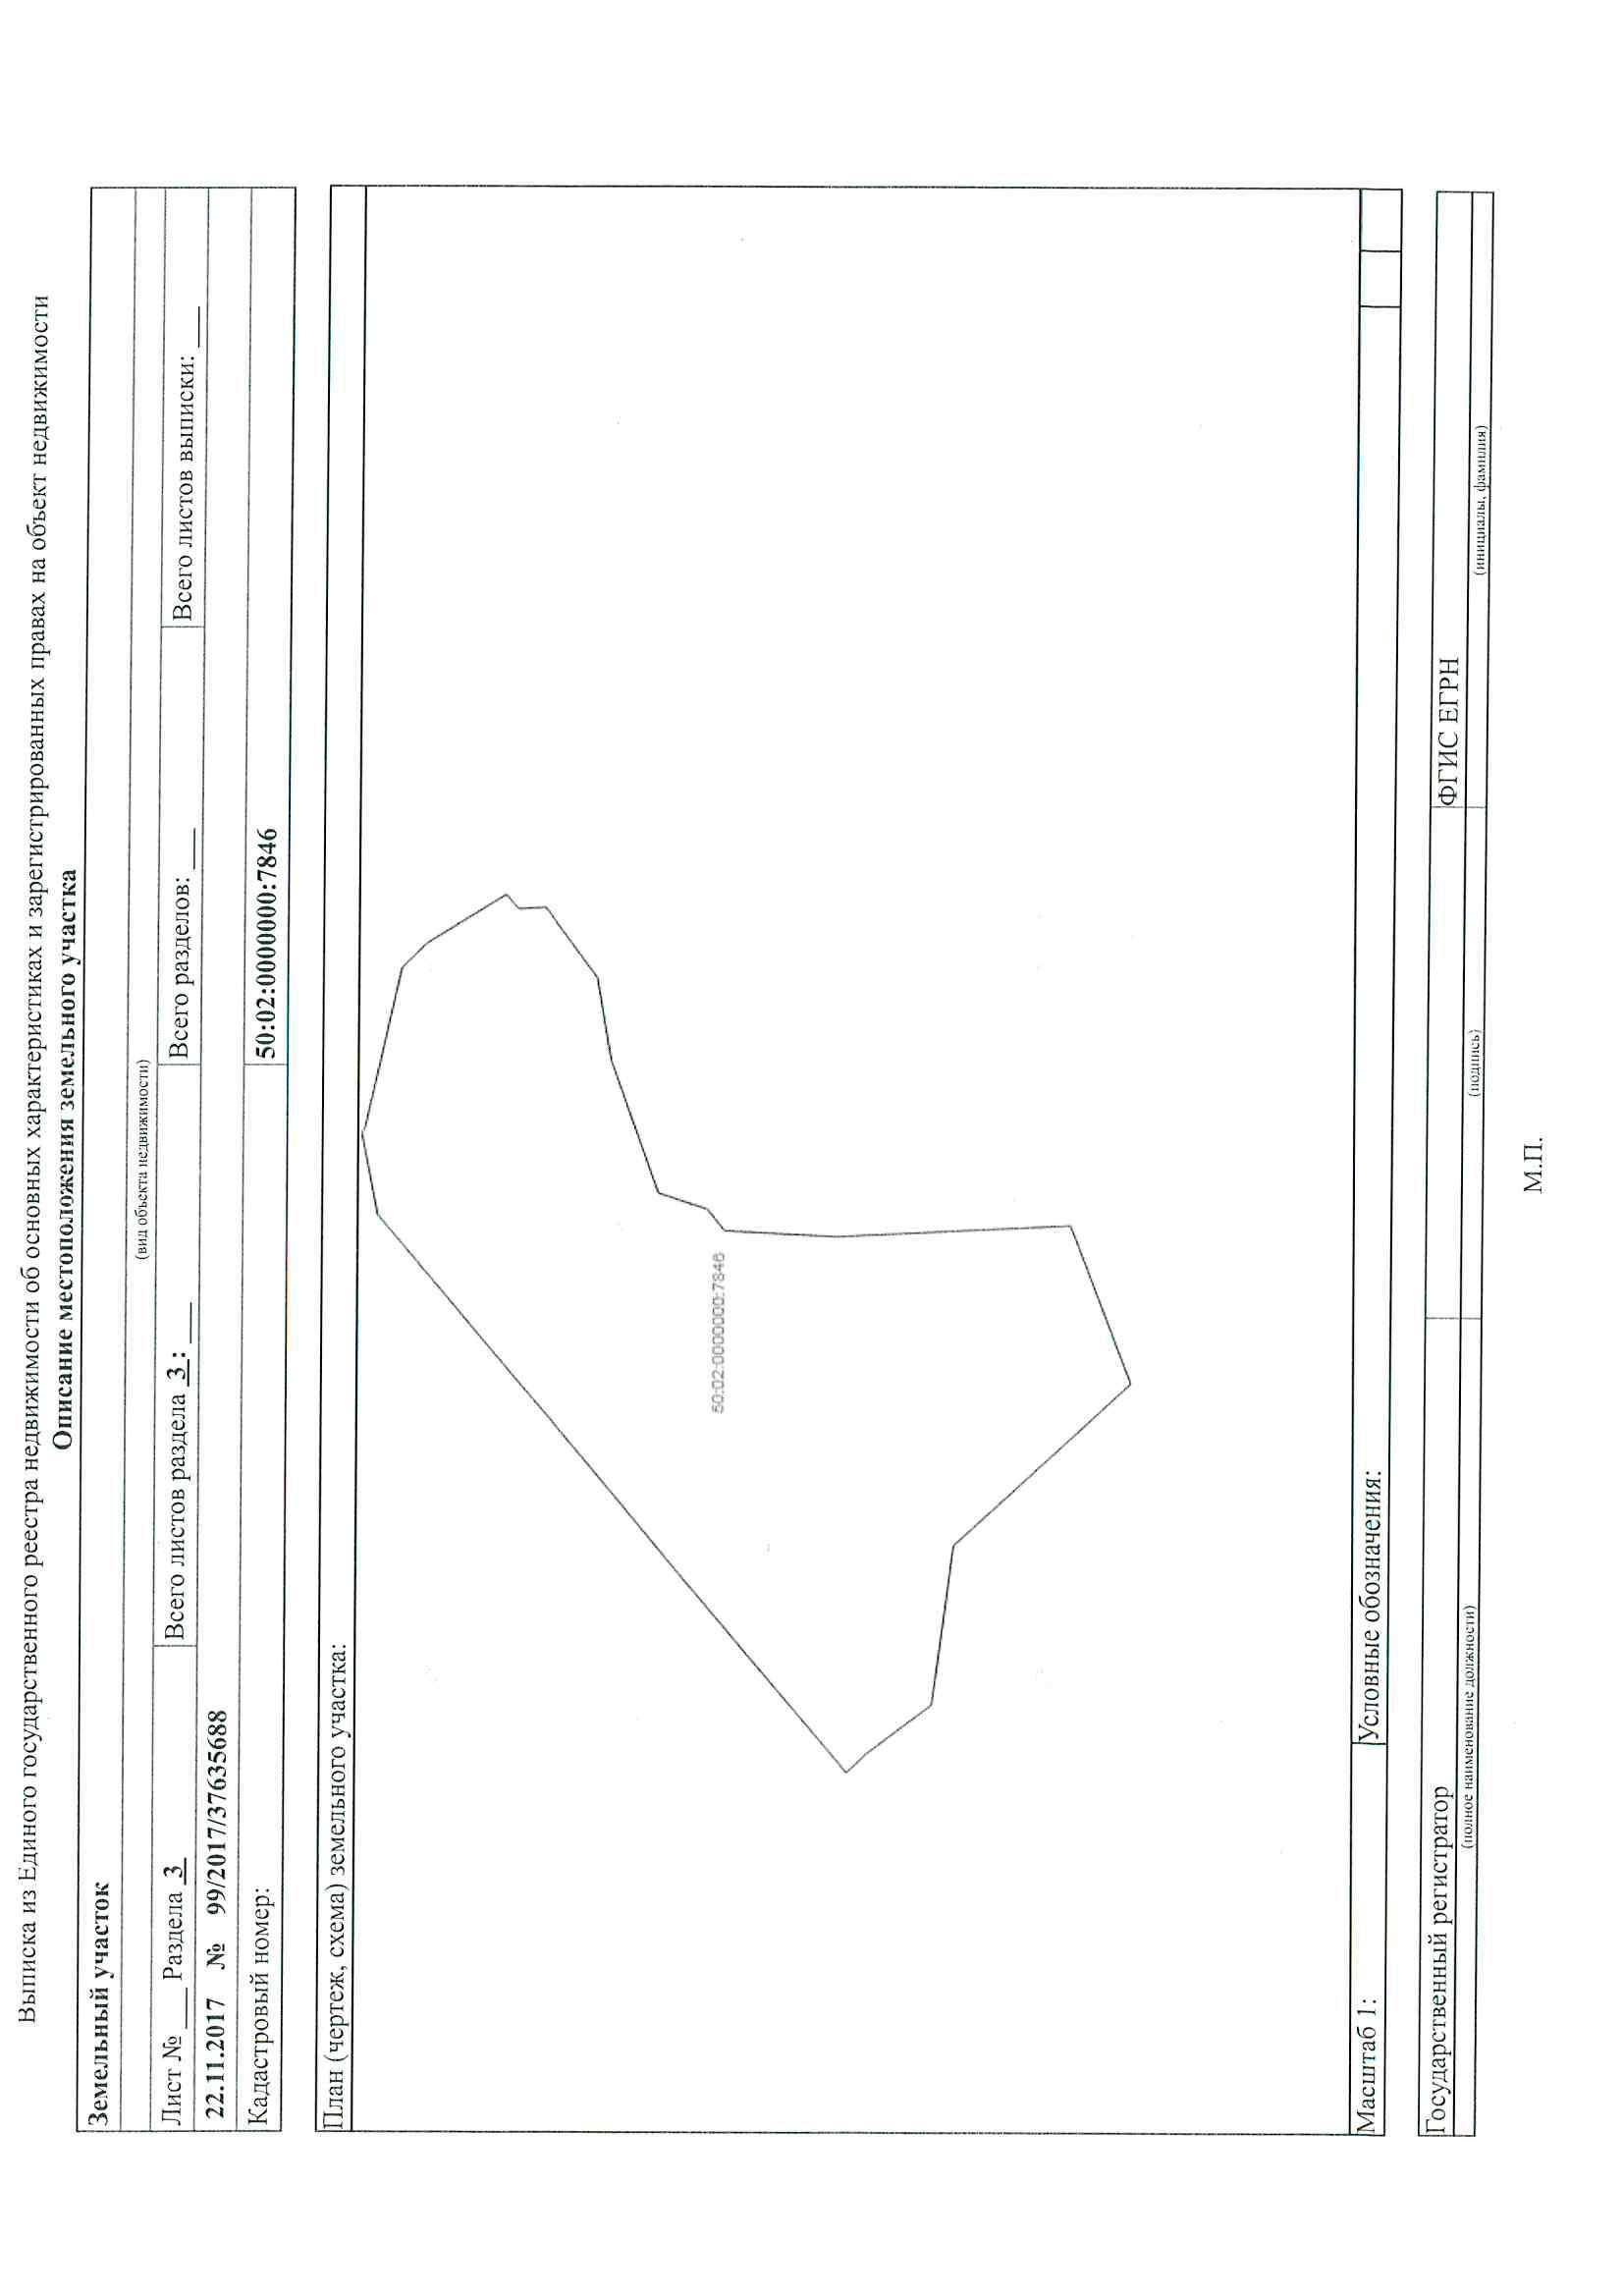 Выписка из Единого государственного реестра недвижимости об основных характеристиках и зарегистрированных правах на объект недвижимости
Описание местоположения земельного участка
Земельный участок
(вид объекта недвижимости)
Лист № ___ Раздела 3 Всего листов раздела 3 : ___ Всего разделов: ___ Всего листов выписки: ___
22.11.2017 № 99/2017/37635688
Кадастровый номер: 50:02:0000000:7846
План (чертеж, схема) земельного участка:
50:02:0000000:7846
Масштаб 1: Условные обозначения:
Государственный регистратор ФГИС ЕГРН
(полное наименование должности) (подпись) (инициалы, фамилия)
М.П.